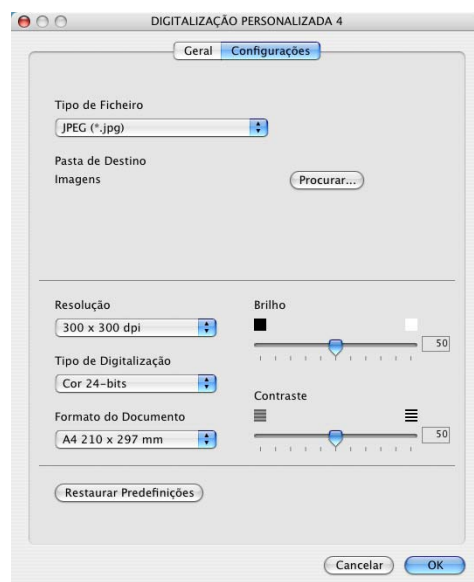 DIGITALIZAÇÃO PERSONALIZADA 4
Geral
Configurações
Tipo de Ficheiro
JPEG (*.jpg)
Pasta de Destino
Imagens
Procurar...
Resolução
300 x 300 dpi
Tipo de Digitalização
Cor 24-bits
Formato do Documento
A4 210 x 297 mm
Brilho
50
Contraste
50
Restaurar Predefinições
Cancelar
OK